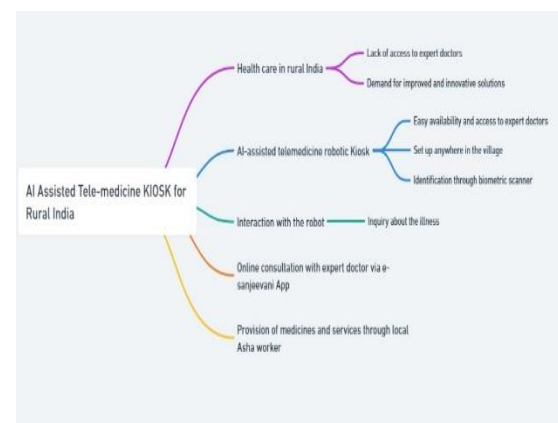 AI Assisted Tele-medicine KIOSK for
Rural India
Health care in rural India
Lack of access to expert doctors
Demand for improved and innovative solutions
AI-assisted telemedicine robotic Kiosk
Easy availability and access to expert doctors
Set up anywhere in the village
Identification through biometric scanner
Interaction with the robot
Inquiry about the illness
Online consultation with expert doctor via e-
sanjeevani App
Provision of medicines and services through local
Asha worker